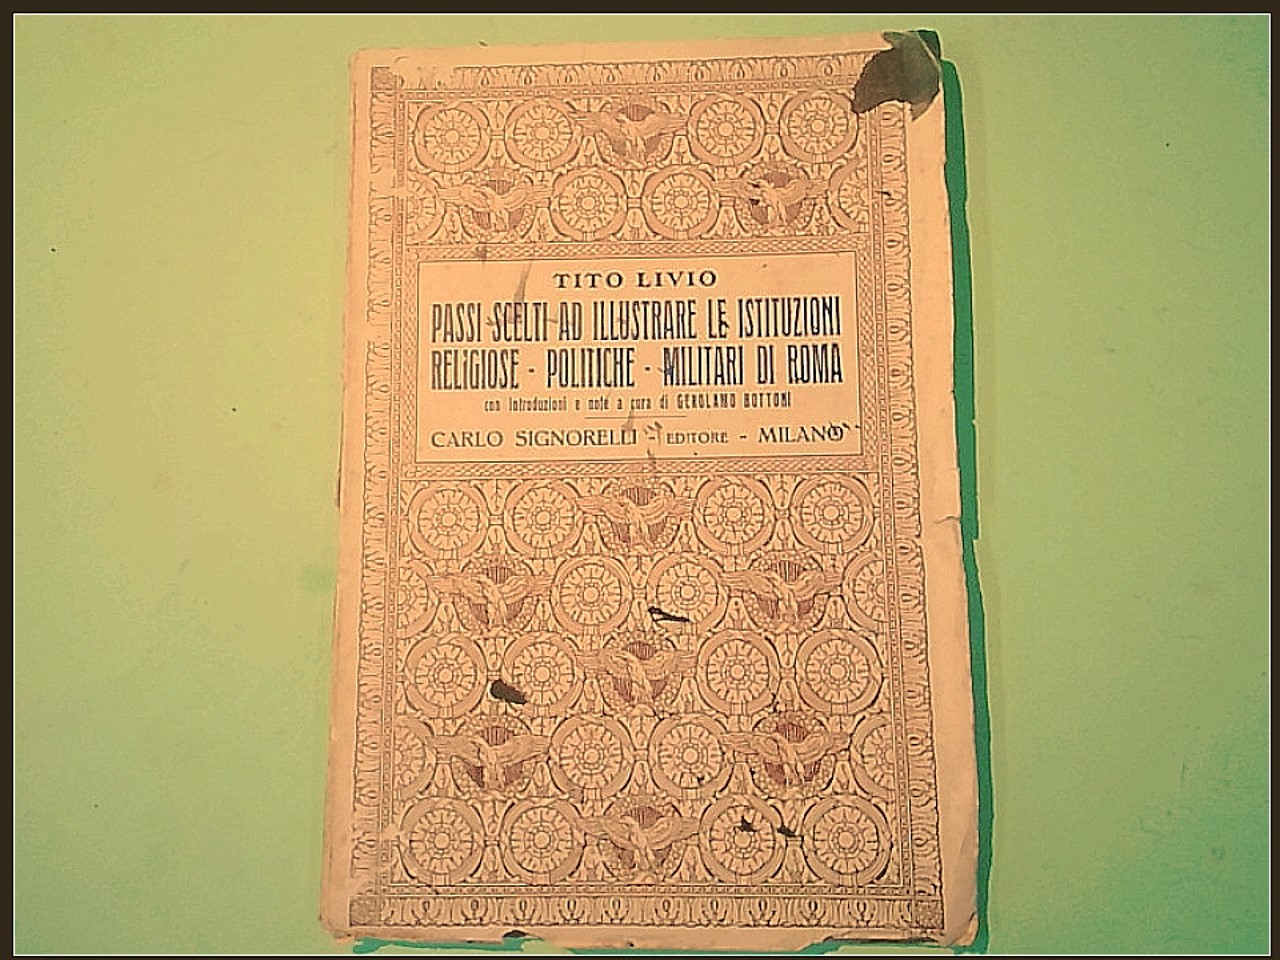 TITO LIVIO
PASSI SCELTI AD ILLUSTRARE LE ISTITUZIONI
RELIGIOSE - POLITICHE - MILITARI DI ROMA
con introduzioni e note a cura di GEROLAMO BOTTONI
CARLO SIGNORELLI - EDITORE - MILANO